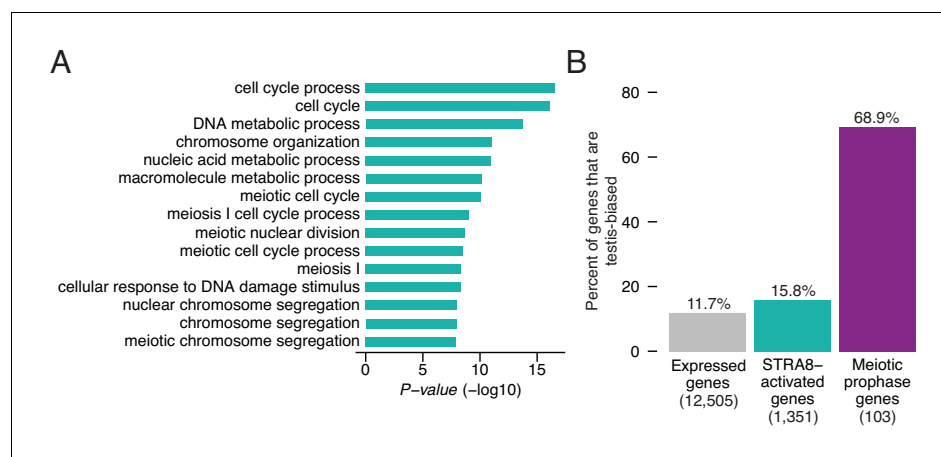 A
cell cycle process
cell cycle
DNA metabolic process
chromosome organization
nucleic acid metabolic process
macromolecule metabolic process
meiotic cell cycle
meiosis I cell cycle process
meiotic nuclear division
meiotic cell cycle process
meiosis I
cellular response to DNA damage stimulus
nuclear chromosome segregation
chromosome segregation
meiotic chromosome segregation
0 5 10 15
P−value (−log10)
B
Percent of genes that are
testis-biased
80
60
40
20
0
11.7%
15.8%
68.9%
Expressed
genes
(12,505)
STRA8−
activated
genes
(1,351)
Meiotic
prophase
genes
(103)